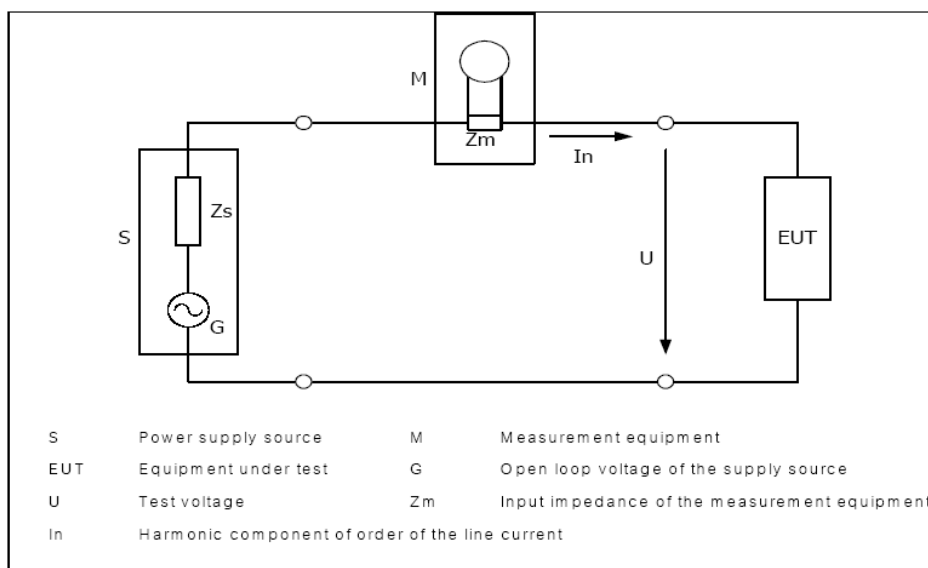 M
Zm
In
Zs
S
U
EUT
G
S Power supply source M Measurement equipment
EUT Equipment under test G Open loop voltage of the supply source
U Test voltage Zm Input impedance of the measurement equipment
In Harmonic component of order of the line current